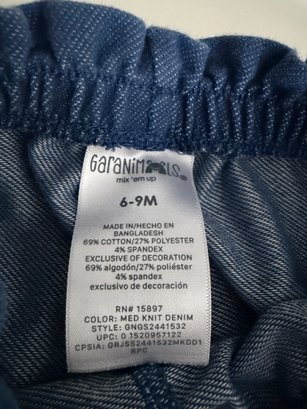 GaRaNiMaLS
mix 'em up
6-9M
MADE IN/HECHO EN
BANGLADESH
69% COTTON/27% POLYESTER
4% SPANDEX
EXCLUSIVE OF DECORATION
69% algodón/27% poliéster
4% spandex
exclusivo de decoración
RN# 15897
COLOR: MED KNIT DENIM
STYLE: GNGS2441532
UPC: 0 1520957122
CPSIA: GRJSS2441532MKDD1
RPC